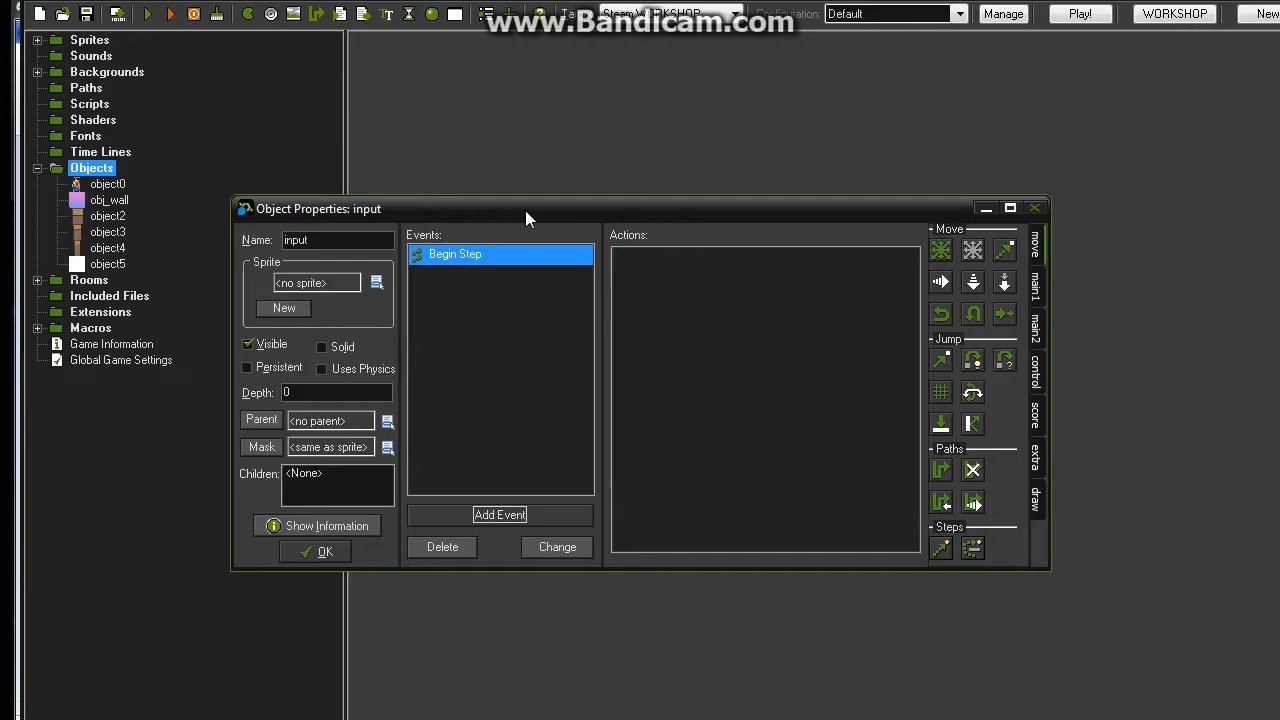 Steam WORKSHOP
Configuration:
Default
Manage
Play!
WORKSHOP
New
www.Bandicam.com
Sprites
Sounds
Backgrounds
Paths
Scripts
Shaders
Fonts
Time Lines
Objects
object0
obj_wall
object2
object3
object4
object5
Rooms
Included Files
Extensions
Macros
Game Information
Global Game Settings
Object Properties: input
Name:
input
Sprite
<no sprite>
New
Visible
Solid
Persistent
Uses Physics
Depth:
0
Parent
<no parent>
Mask
<same as sprite>
Children:
<None>
Show Information
OK
Events:
Begin Step
Add Event
Delete
Change
Actions:
Move
Jump
Paths
Steps
move
main1
main2
control
score
extra
draw